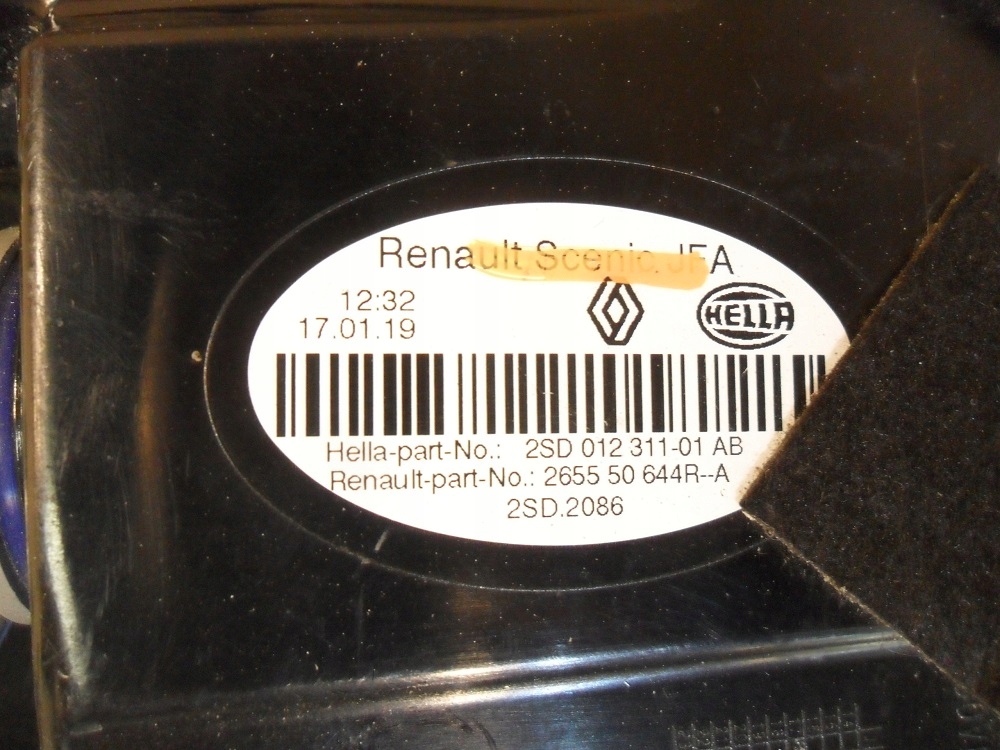 Renault Scenic JFA
12:32
17.01.19
HELLA
Hella-part-No.: 2SD 012 311-01 AB
Renault-part-No.: 2655 50 644R--A
2SD.2086